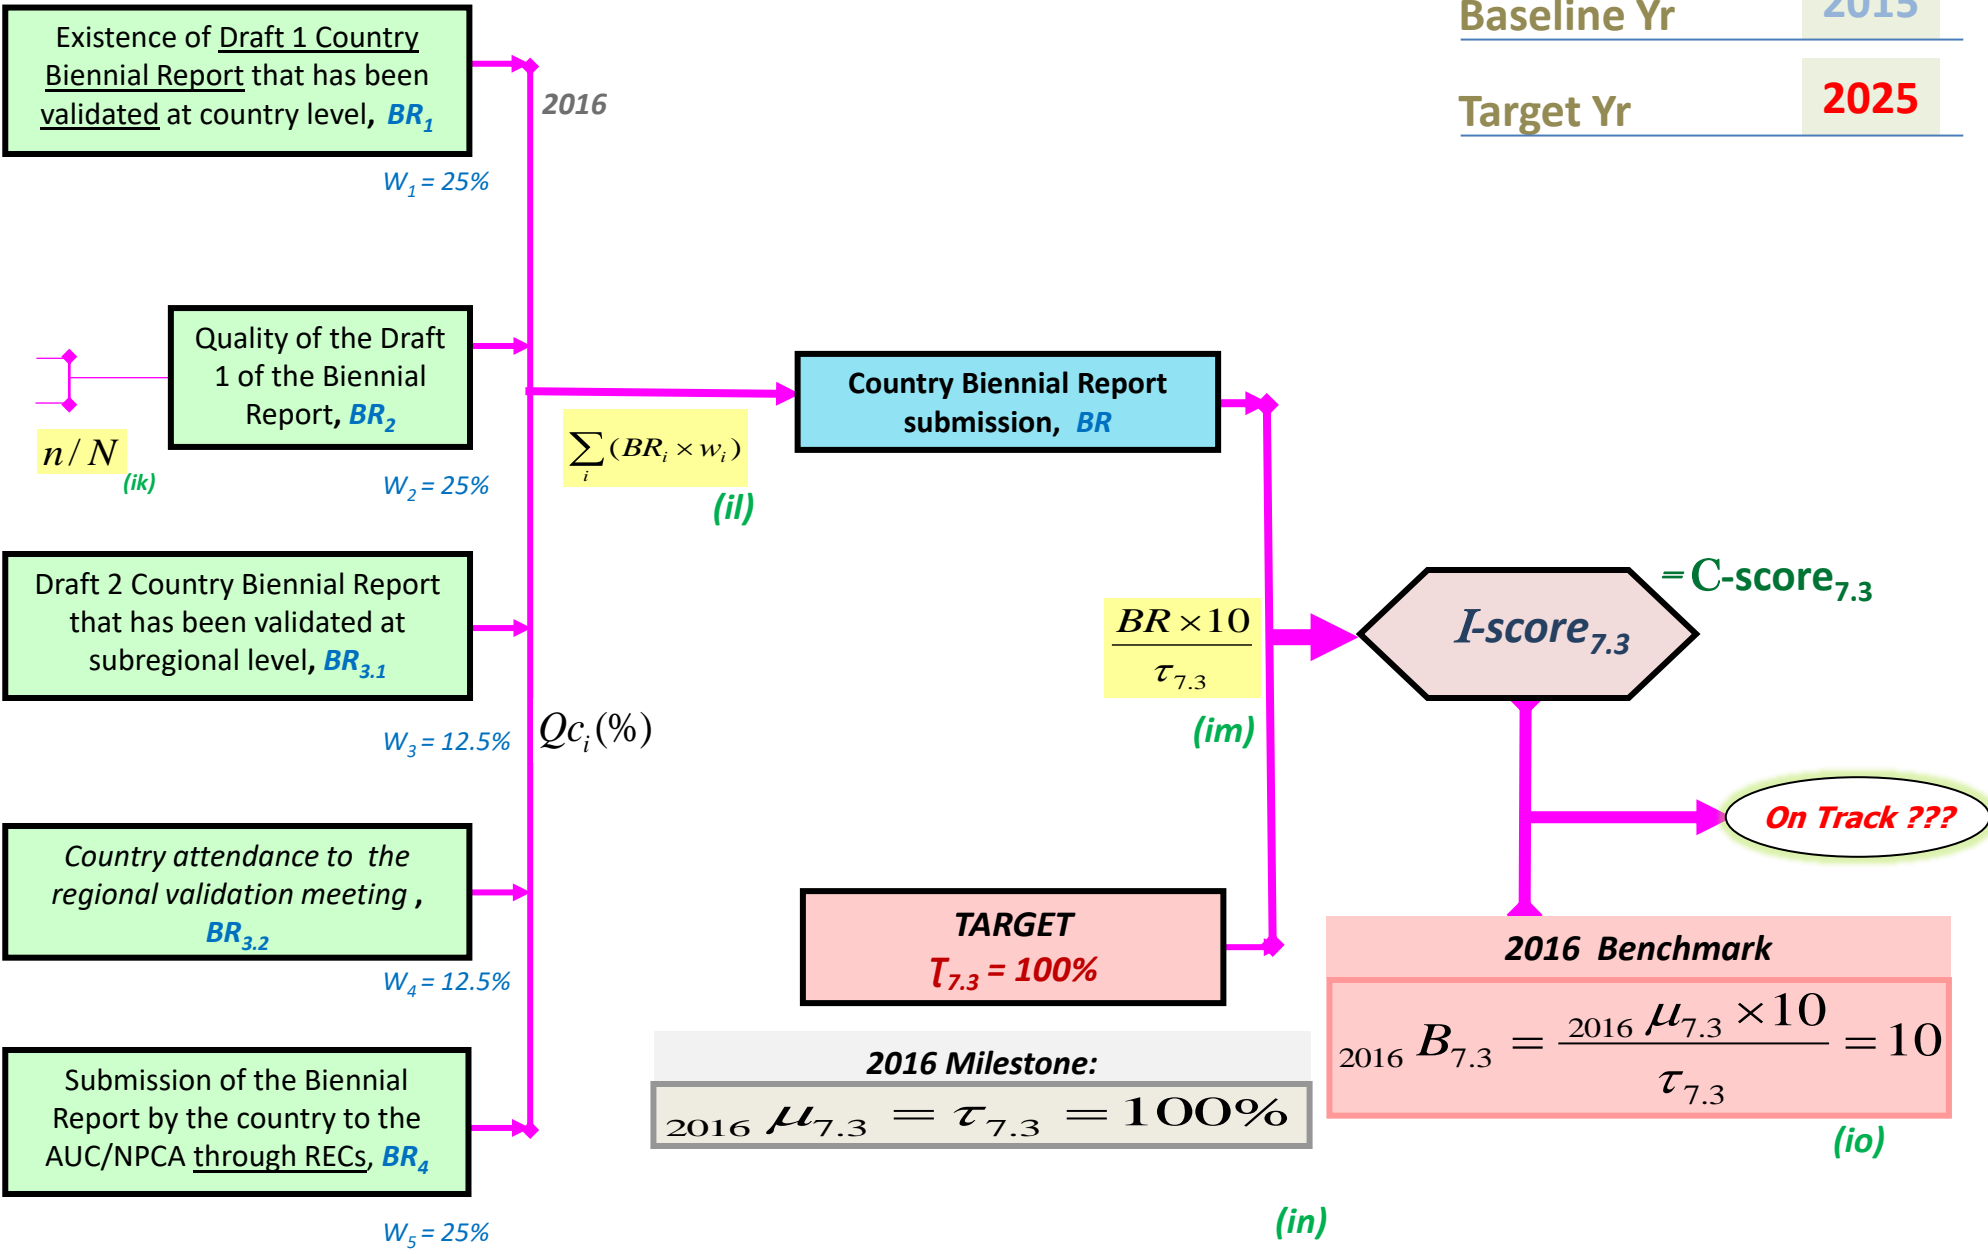 Baseline Yr 2015
Target Yr 2025
Existence of Draft 1 Country
Biennial Report that has been
validated at country level, BR1
W1 = 25%
2016
Quality of the Draft
1 of the Biennial
Report, BR2
n / N
(ik)
W2 = 25%
Draft 2 Country Biennial Report
that has been validated at
subregional level, BR3.1
W3 = 12.5%
Qci(%)
Country attendance to the
regional validation meeting ,
BR3.2
W4 = 12.5%
Submission of the Biennial
Report by the country to the
AUC/NPCA through RECs, BR4
W5 = 25%
∑i (BRi × wi)
(il)
Country Biennial Report
submission, BR
BR × 10
τ7.3
(im)
TARGET
τ7.3 = 100%
2016 Milestone:
2016 μ7.3 = τ7.3 = 100%
(in)
I-score7.3
= C-score7.3
On Track ???
2016 Benchmark
2016 B7.3 = 2016 μ7.3 × 10 / τ7.3 = 10
(io)